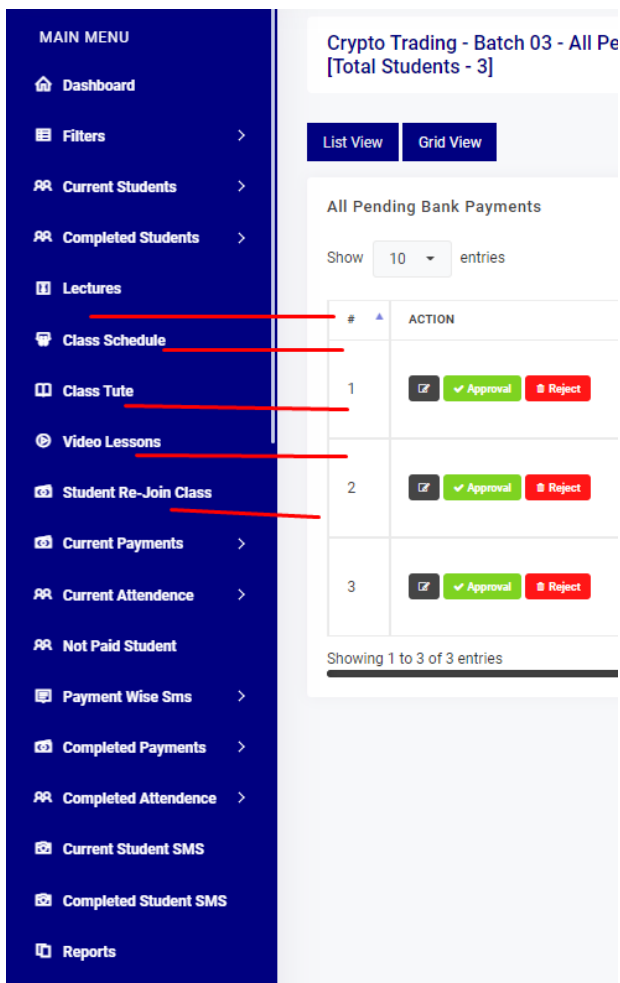 MAIN MENU
Dashboard
Filters
Current Students
Completed Students
Lectures
Class Schedule
Class Tute
Video Lessons
Student Re-Join Class
Current Payments
Current Attendence
Not Paid Student
Payment Wise Sms
Completed Payments
Completed Attendence
Current Student SMS
Completed Student SMS
Reports
Crypto Trading - Batch 03 - All Pe
[Total Students - 3]
List View Grid View
All Pending Bank Payments
Show 10 entries
# ACTION
1 Approval Reject
2 Approval Reject
3 Approval Reject
Showing 1 to 3 of 3 entries